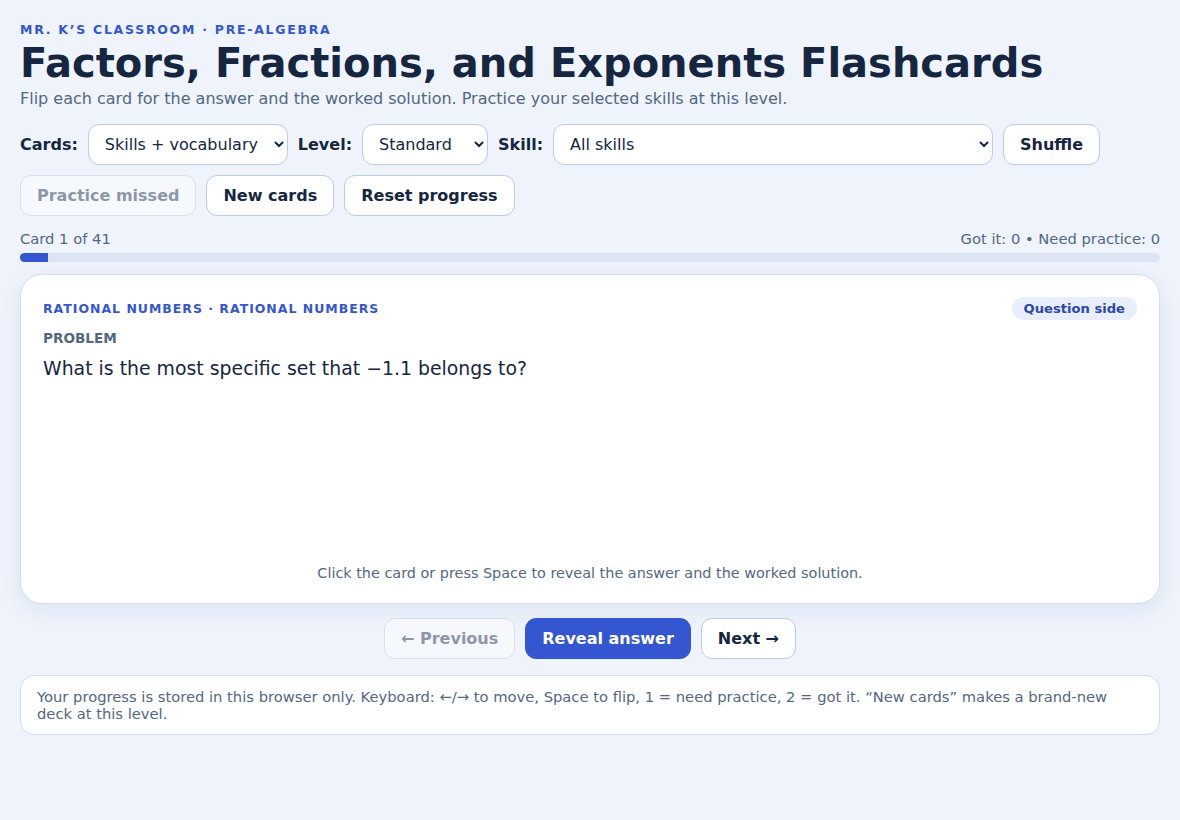 MR. K’S CLASSROOM · PRE-ALGEBRA
Factors, Fractions, and Exponents Flashcards
Flip each card for the answer and the worked solution. Practice your selected skills at this level.
Cards: Skills + vocabulary Level: Standard Skill: All skills Shuffle
Practice missed New cards Reset progress
Card 1 of 41 Got it: 0 • Need practice: 0
RATIONAL NUMBERS · RATIONAL NUMBERS Question side
PROBLEM
What is the most specific set that −1.1 belongs to?
Click the card or press Space to reveal the answer and the worked solution.
← Previous Reveal answer Next →
Your progress is stored in this browser only. Keyboard: ←/→ to move, Space to flip, 1 = need practice, 2 = got it. “New cards” makes a brand-new
deck at this level.